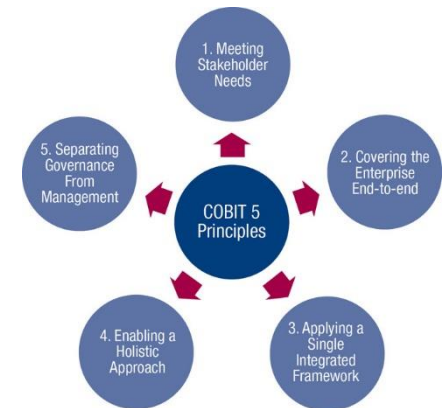 1. Meeting
Stakeholder
Needs
2. Covering the
Enterprise
End-to-end
3. Applying a
Single
Integrated
Framework
4. Enabling a
Holistic
Approach
5. Separating
Governance
From
Management
COBIT 5
Principles